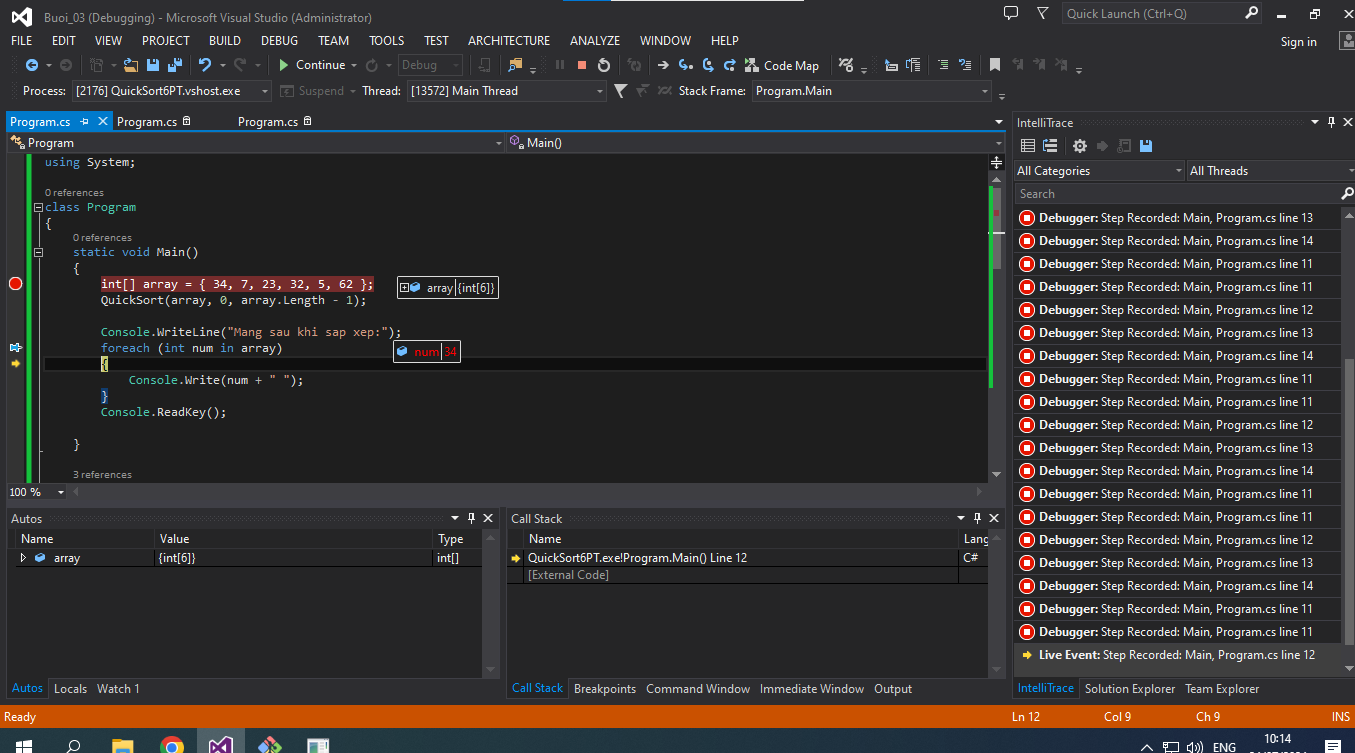 Buoi_03 (Debugging) - Microsoft Visual Studio (Administrator)
Quick Launch (Ctrl+Q)
FILE EDIT VIEW PROJECT BUILD DEBUG TEAM TOOLS TEST ARCHITECTURE ANALYZE WINDOW HELP
Sign in
Continue Debug Code Map
Process: [2176] QuickSort6PT.vshost.exe Suspend Thread: [13572] Main Thread Stack Frame: Program.Main
Program.cs Program.cs Program.cs
Program Main()
using System;
0 references
class Program
{
0 references
static void Main()
{
int[] array = { 34, 7, 23, 32, 5, 62 }; array {int[6]}
QuickSort(array, 0, array.Length - 1);
Console.WriteLine("Mang sau khi sap xep:");
foreach (int num in array)
num 34
{
Console.Write(num + " ");
}
Console.ReadKey();
}
3 references
100 %
Autos
Name Value Type
array {int[6]} int[]
Autos Locals Watch 1
Call Stack
Name Lang
QuickSort6PT.exe!Program.Main() Line 12 C#
[External Code]
Call Stack Breakpoints Command Window Immediate Window Output
IntelliTrace
All Categories All Threads
Search
Debugger: Step Recorded: Main, Program.cs line 13
Debugger: Step Recorded: Main, Program.cs line 14
Debugger: Step Recorded: Main, Program.cs line 11
Debugger: Step Recorded: Main, Program.cs line 11
Debugger: Step Recorded: Main, Program.cs line 12
Debugger: Step Recorded: Main, Program.cs line 13
Debugger: Step Recorded: Main, Program.cs line 14
Debugger: Step Recorded: Main, Program.cs line 11
Debugger: Step Recorded: Main, Program.cs line 11
Debugger: Step Recorded: Main, Program.cs line 12
Debugger: Step Recorded: Main, Program.cs line 13
Debugger: Step Recorded: Main, Program.cs line 14
Debugger: Step Recorded: Main, Program.cs line 11
Debugger: Step Recorded: Main, Program.cs line 11
Debugger: Step Recorded: Main, Program.cs line 12
Debugger: Step Recorded: Main, Program.cs line 13
Debugger: Step Recorded: Main, Program.cs line 14
Debugger: Step Recorded: Main, Program.cs line 11
Debugger: Step Recorded: Main, Program.cs line 11
Live Event: Step Recorded: Main, Program.cs line 12
IntelliTrace Solution Explorer Team Explorer
Ready Ln 12 Col 9 Ch 9 INS
ENG 10:14